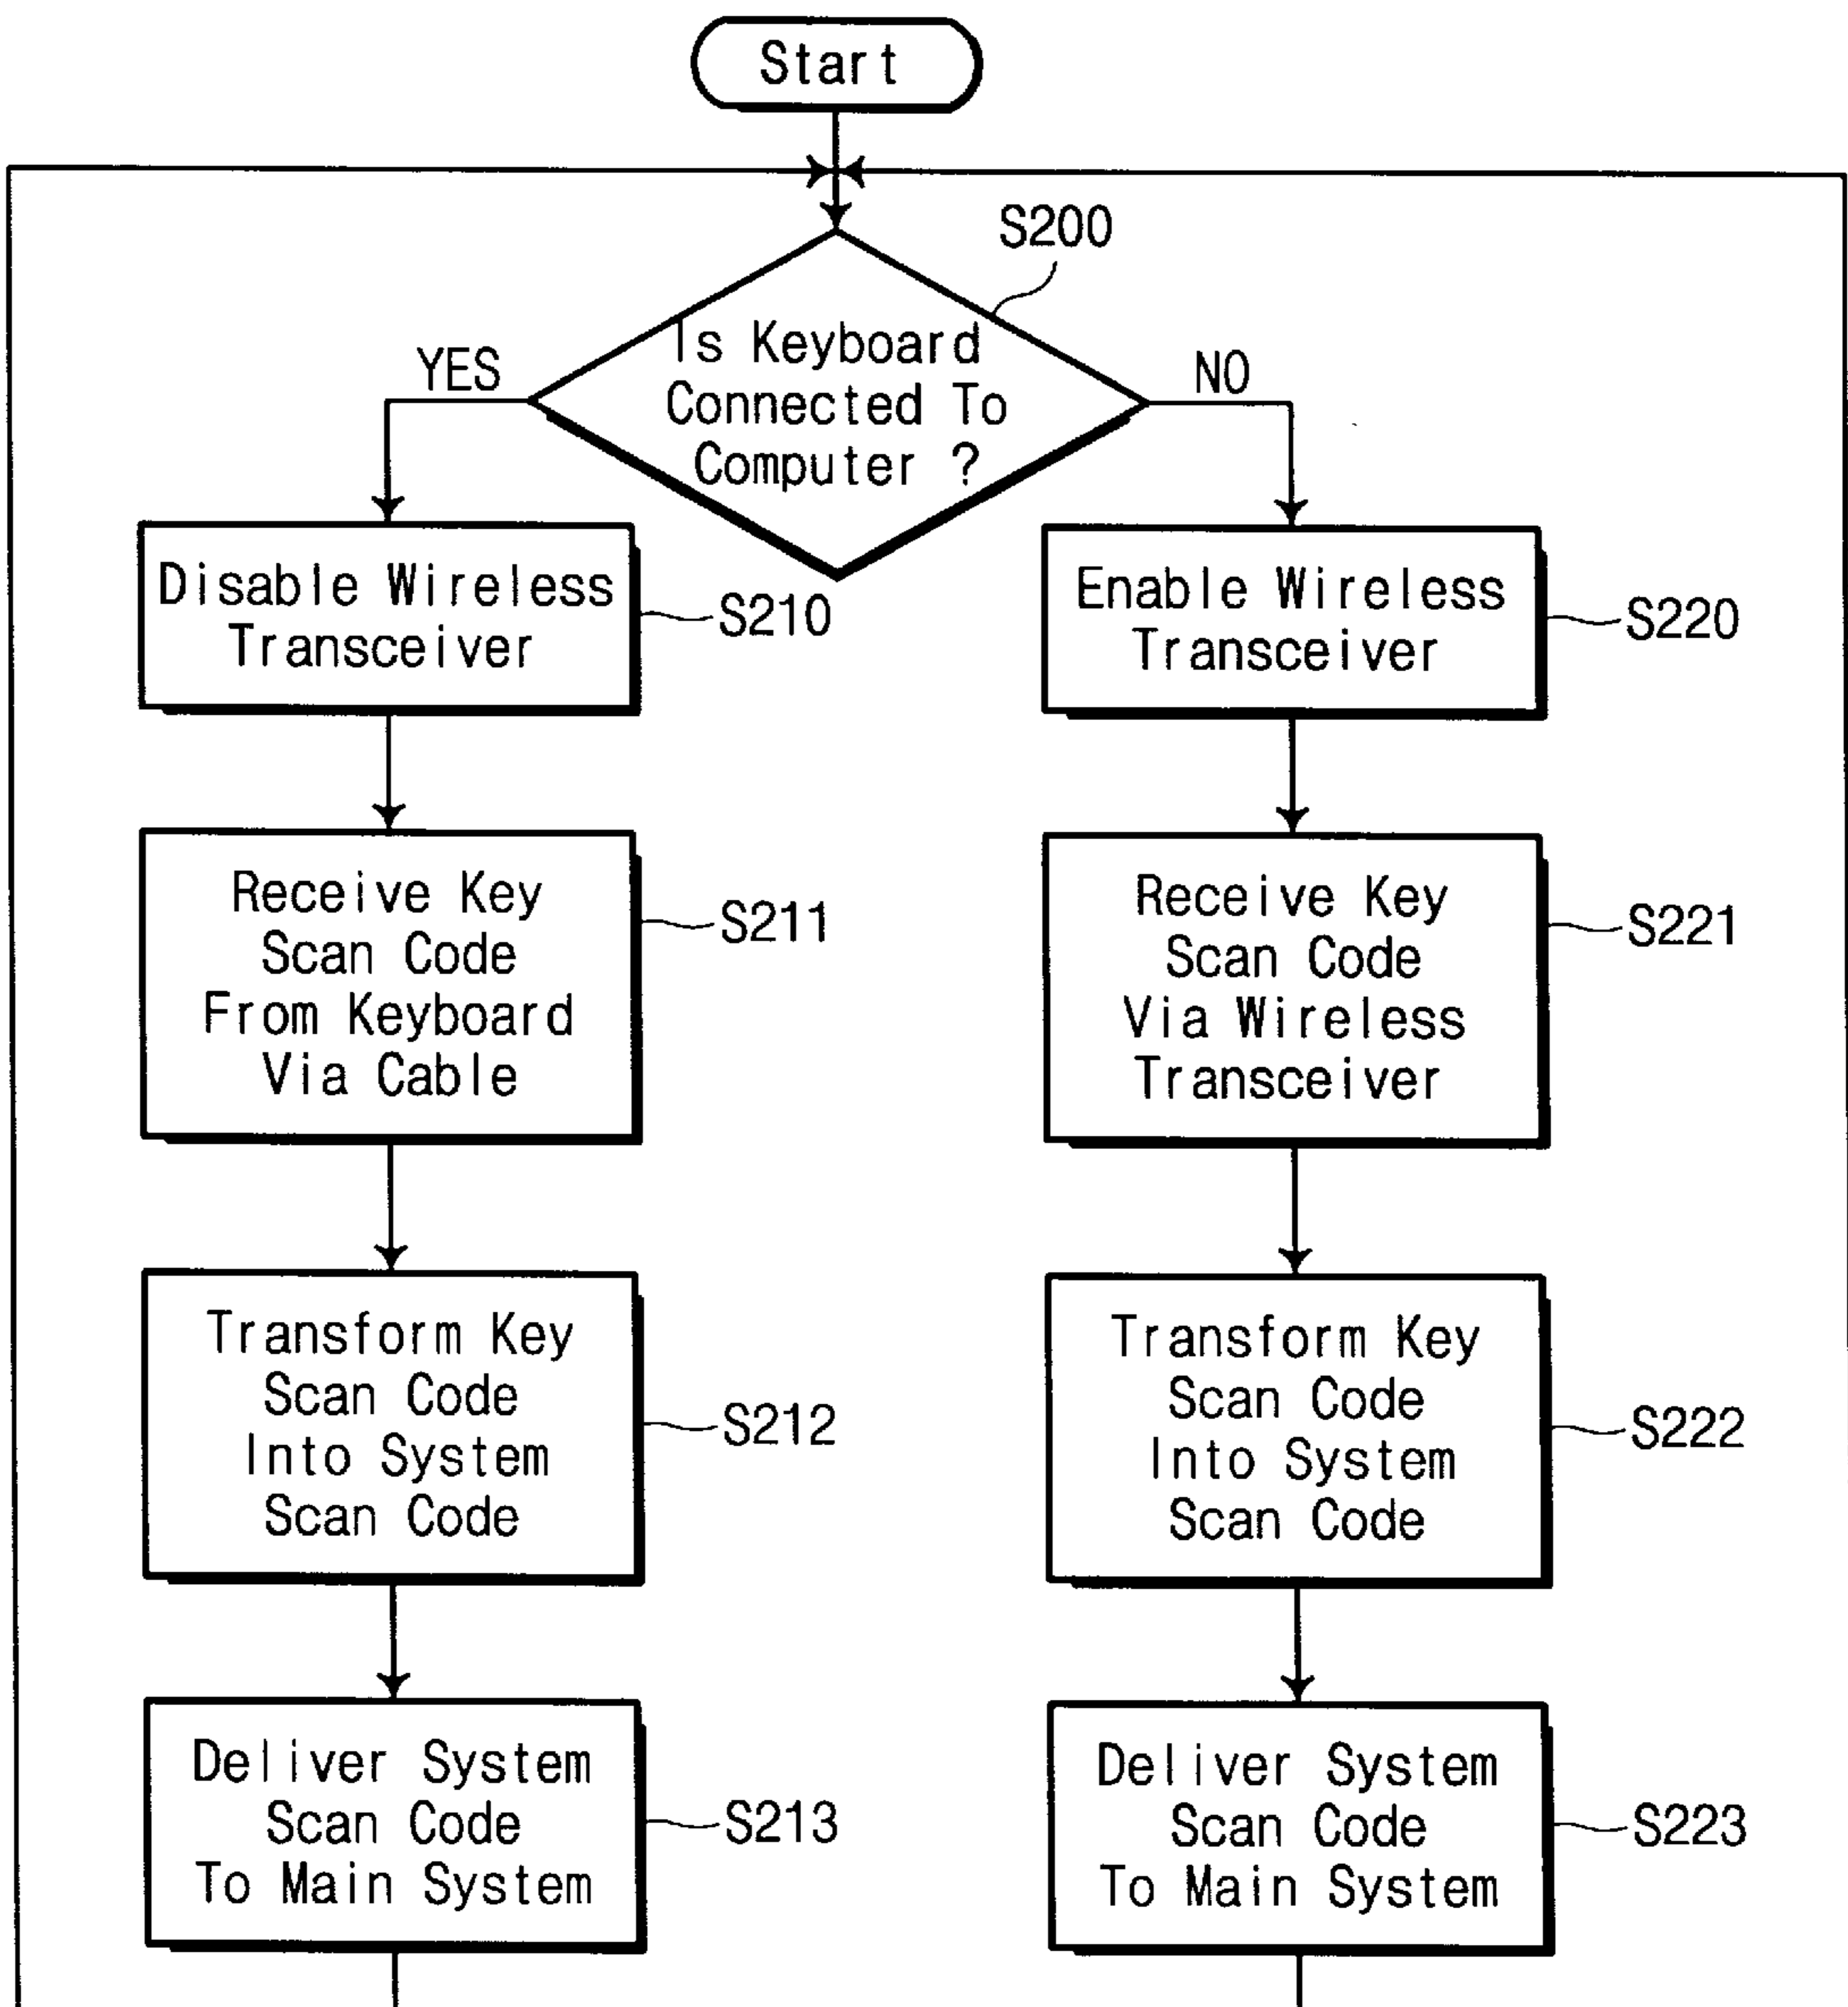 Start
S200
Is Keyboard
Connected To
Computer ?
YES
NO
Disable Wireless
Transceiver
S210
Enable Wireless
Transceiver
S220
Receive Key
Scan Code
From Keyboard
Via Cable
S211
Receive Key
Scan Code
Via Wireless
Transceiver
S221
Transform Key
Scan Code
Into System
Scan Code
S212
Transform Key
Scan Code
Into System
Scan Code
S222
Deliver System
Scan Code
To Main System
S213
Deliver System
Scan Code
To Main System
S223